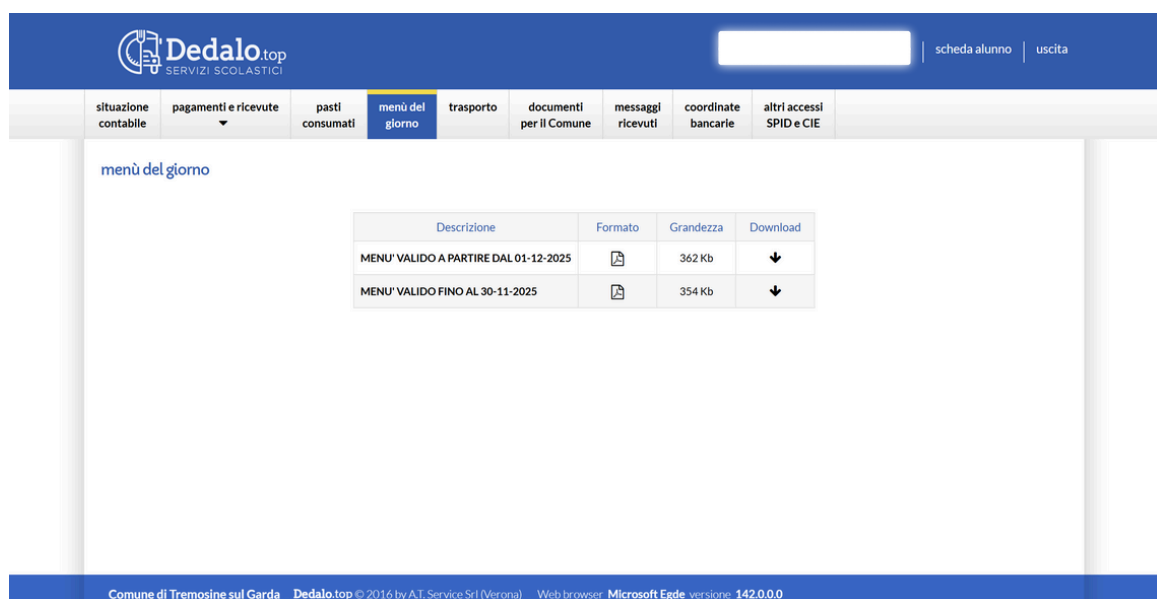 Dedalo.top
SERVIZI SCOLASTICI
scheda alunno
uscita
situazione contabile
pagamenti e ricevute
pasti consumati
menù del giorno
trasporto
documenti per il Comune
messaggi ricevuti
coordinate bancarie
altri accessi SPID e CIE
menù del giorno
Descrizione Formato Grandezza Download
MENU' VALIDO A PARTIRE DAL 01-12-2025 362 Kb
MENU' VALIDO FINO AL 30-11-2025 354 Kb
Comune di Tremosine sul Garda Dedalo.top © 2016 by A.T. Service Srl (Verona) Web browser Microsoft Egde versione 142.0.0.0